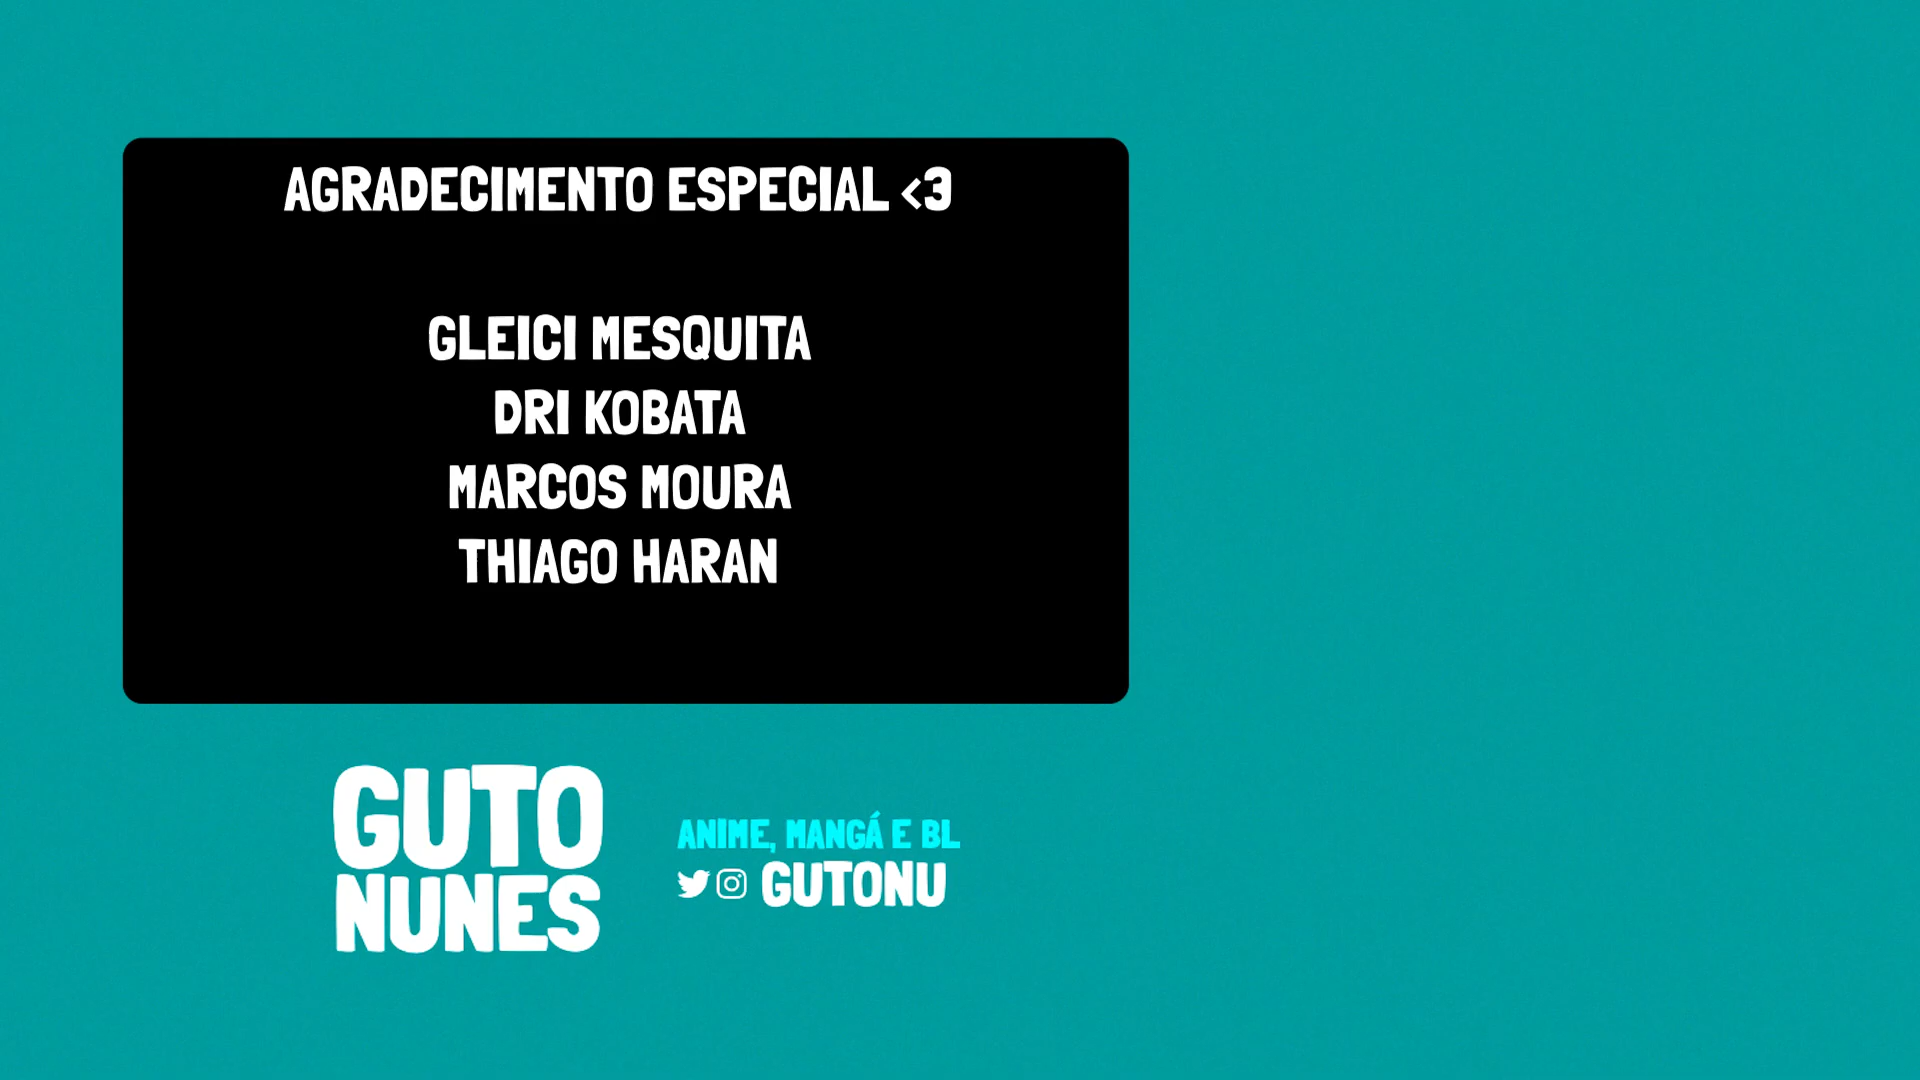 AGRADECIMENTO ESPECIAL <3
GLEICI MESQUITA
DRI KOBATA
MARCOS MOURA
THIAGO HARAN
GUTO
NUNES
ANIME, MANGÁ E BL
GUTONU